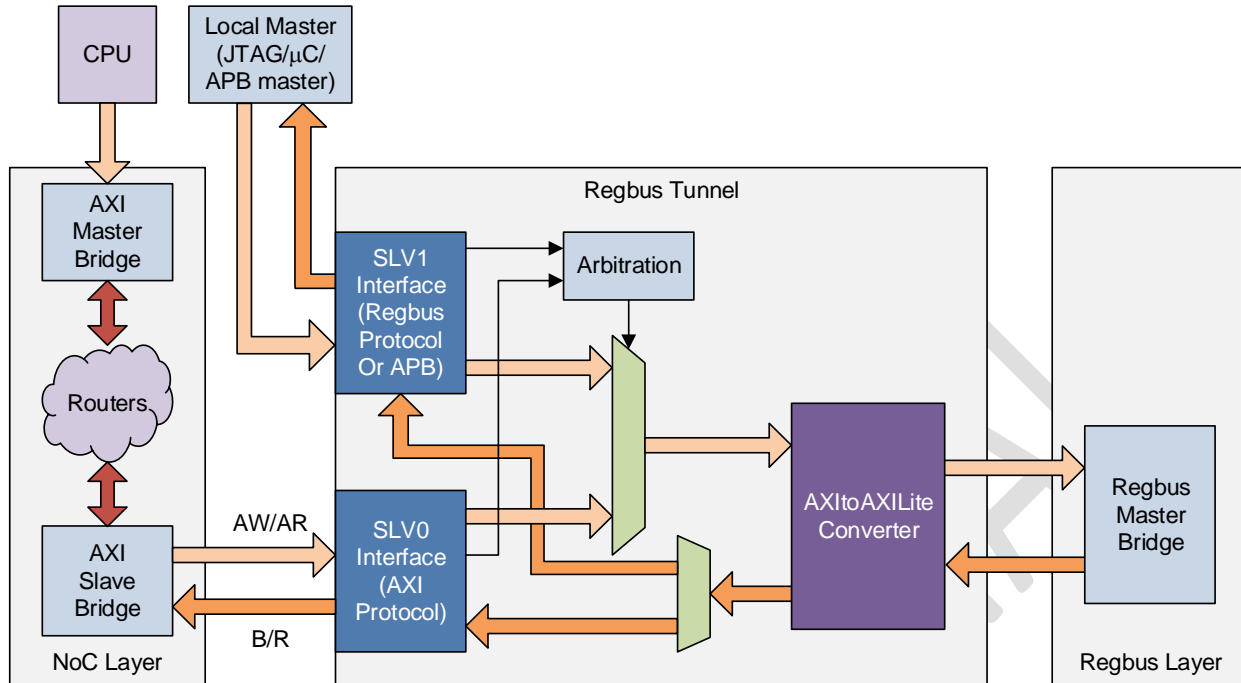 CPU
Local Master
(JTAG/μC/
APB master)
Regbus Tunnel
AXI
Master
Bridge
SLV1
Interface
(Regbus
Protocol
Or APB)
Arbitration
Routers
AXItoAXILite
Converter
Regbus
Master
Bridge
AW/AR
SLV0
Interface
(AXI
Protocol)
AXI
Slave
Bridge
B/R
NoC Layer
Regbus Layer